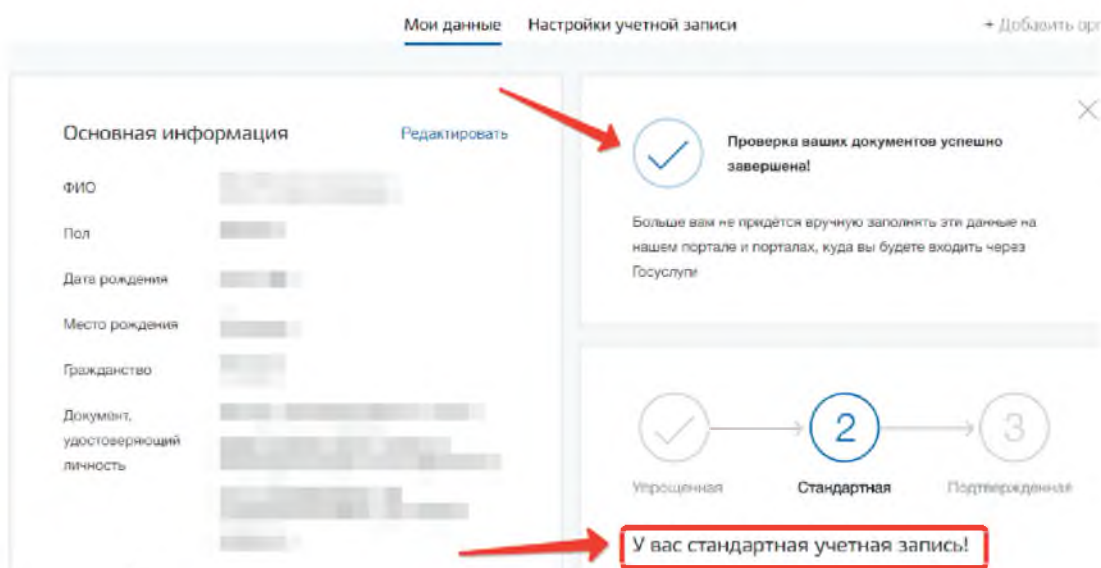 Мои данные
Настройки учетной записи
+ Добавить орг
Основная информация
Редактировать
ФИО
Пол
Дата рождения
Место рождения
Гражданство
Документ,
удостоверяющий
личность
Проверка ваших документов успешно
завершена!
Больше вам не придётся вручную заполнять эти данные на
нашем портале и порталах, куда вы будете входить через
Госуслуги
2
3
Упрощенная
Стандартная
Подтвержденная
У вас стандартная учетная запись!